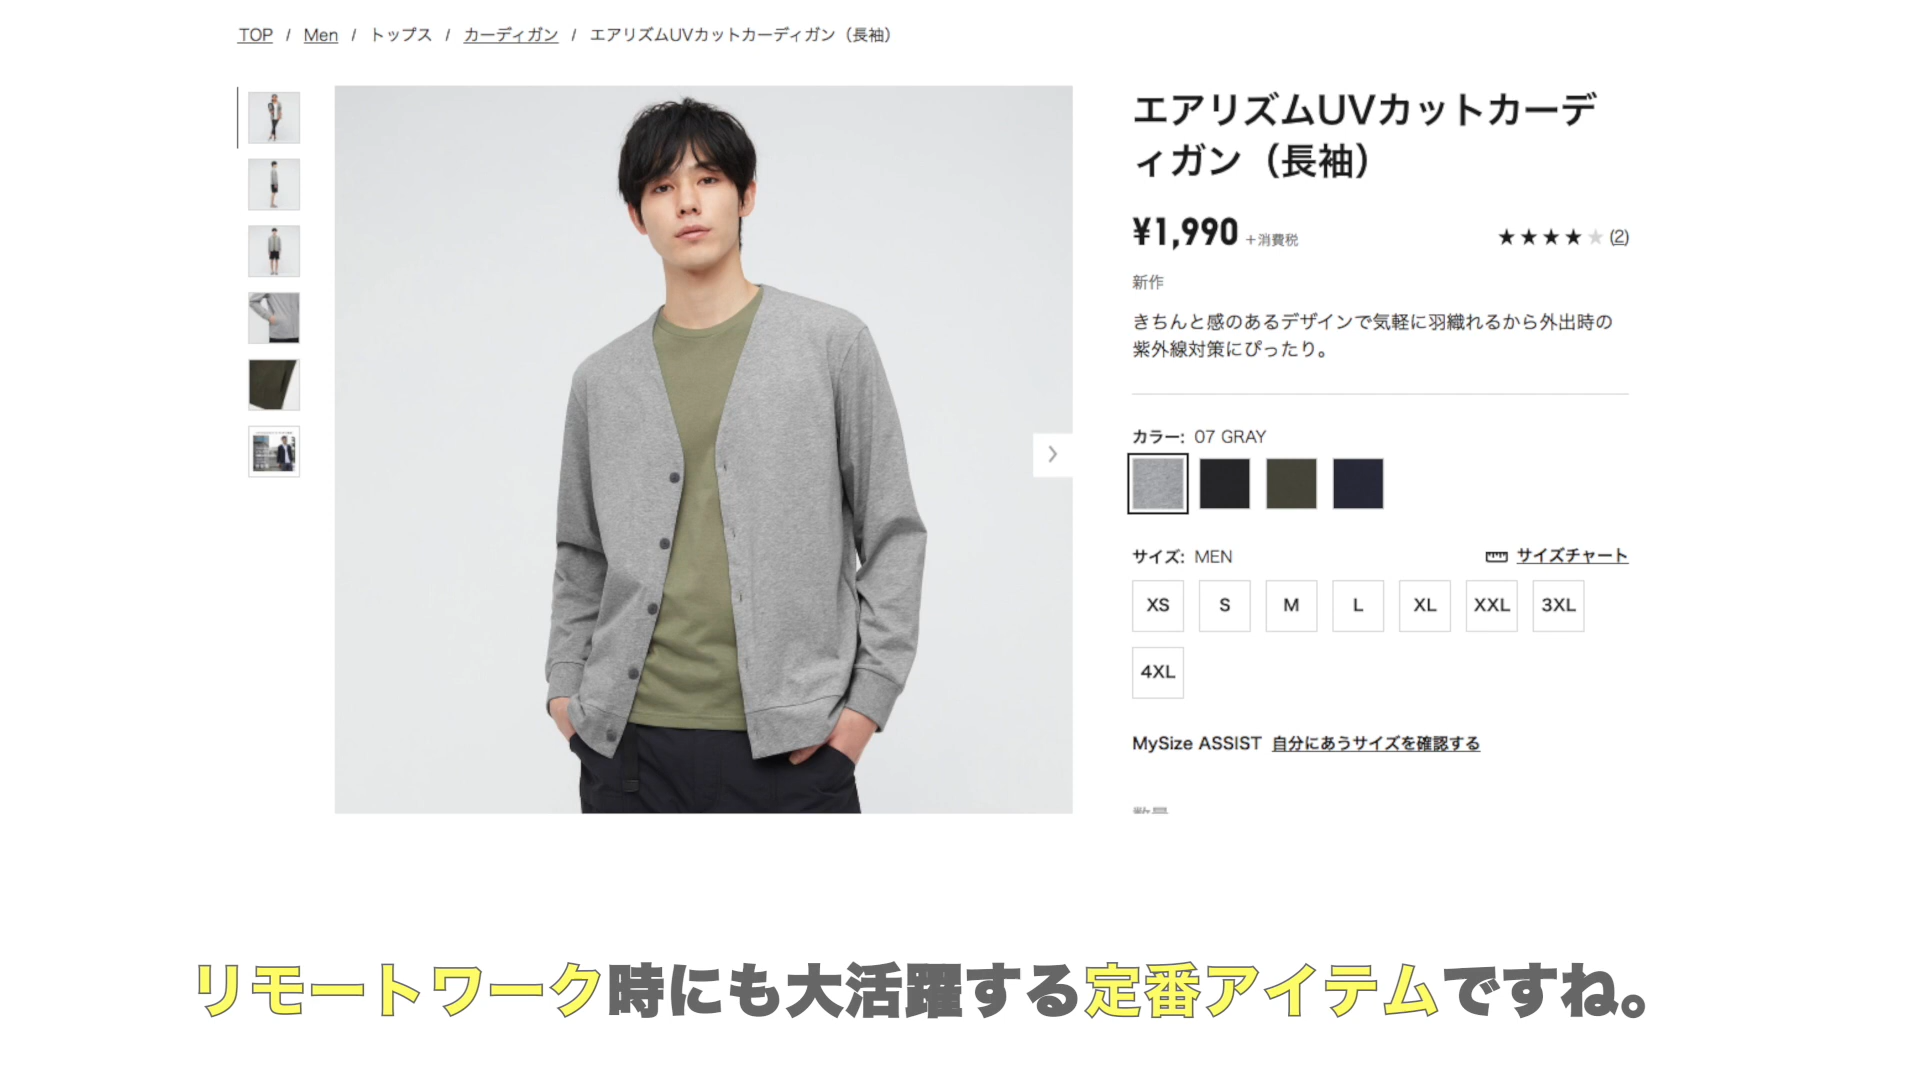 TOP / Men / トップス / カーディガン / エアリズムUVカットカーディガン（長袖）
エアリズムUVカットカーデ
ィガン（長袖）
¥1,990 +消費税
★★★★★ (2)
新作
きちんと感のあるデザインで気軽に羽織れるから外出時の
紫外線対策にぴったり。
カラー: 07 GRAY
サイズ: MEN
サイズチャート
XS S M L XL XXL 3XL
4XL
MySize ASSIST 自分にあうサイズを確認する
リモートワーク時にも大活躍する定番アイテムですね。